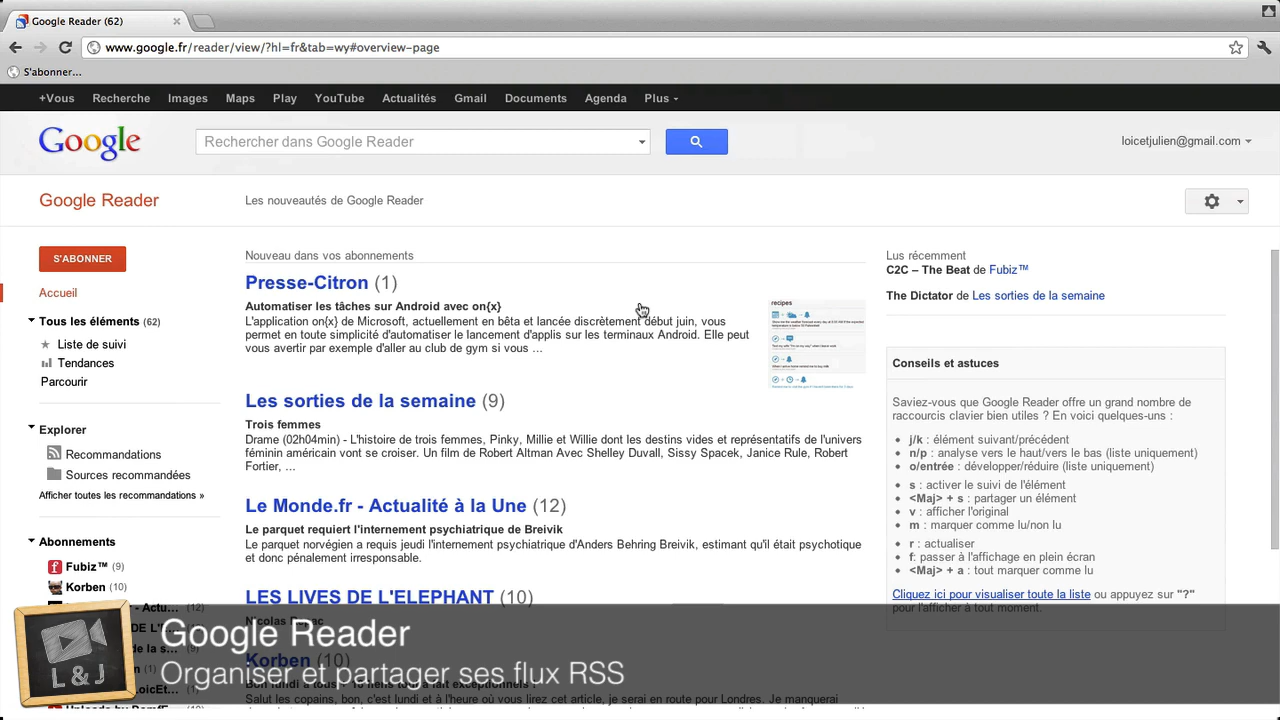 Google Reader (62)
www.google.fr/reader/view/?hl=fr&tab=wy#overview-page
S'abonner...
+Vous Recherche Images Maps Play YouTube Actualités Gmail Documents Agenda Plus
Google
Rechercher dans Google Reader
loicetjulien@gmail.com
Google Reader
Les nouveautés de Google Reader
S'ABONNER
Accueil
Tous les éléments (62)
Liste de suivi
Tendances
Parcourir
Explorer
Recommandations
Sources recommandées
Afficher toutes les recommandations »
Abonnements
Fubiz™ (9)
Korben (10)
- Actu... (12)
DE L'E...
de la s...
(1)
LoicEt...
Nouveau dans vos abonnements
Presse-Citron (1)
Automatiser les tâches sur Android avec on{x}
L'application on{x} de Microsoft, actuellement en bêta et lancée discrètement début juin, vous
permet en toute simplicité d'automatiser le lancement d'applis sur les terminaux Android. Elle peut
vous avertir par exemple d'aller au club de gym si vous ...
recipes
Les sorties de la semaine (9)
Trois femmes
Drame (02h04min) - L'histoire de trois femmes, Pinky, Millie et Willie dont les destins vides et représentatifs de l'univers
féminin américain vont se croiser. Un film de Robert Altman Avec Shelley Duvall, Sissy Spacek, Janice Rule, Robert
Fortier, ...
Le Monde.fr - Actualité à la Une (12)
Le parquet requiert l'internement psychiatrique de Breivik
Le parquet norvégien a requis jeudi l'internement psychiatrique d'Anders Behring Breivik, estimant qu'il était psychotique
et donc pénalement irresponsable.
LES LIVES DE L'ELEPHANT (10)
Korben (10)
Salut les copains, bon, c'est lundi et à l'heure où vous lirez cet article, je serai en route pour Londres. Je manquerai
Lus récemment
C2C – The Beat de Fubiz™
The Dictator de Les sorties de la semaine
Conseils et astuces
Saviez-vous que Google Reader offre un grand nombre de
raccourcis clavier bien utiles ? En voici quelques-uns :
j/k : élément suivant/précédent
n/p : analyse vers le haut/vers le bas (liste uniquement)
o/entrée : développer/réduire (liste uniquement)
s : activer le suivi de l'élément
<Maj> + s : partager un élément
v : afficher l'original
m : marquer comme lu/non lu
r : actualiser
f: passer à l'affichage en plein écran
<Maj> + a : tout marquer comme lu
Cliquez ici pour visualiser toute la liste ou appuyez sur "?"
pour l'afficher à tout moment.
L & J
Google Reader
Organiser et partager ses flux RSS